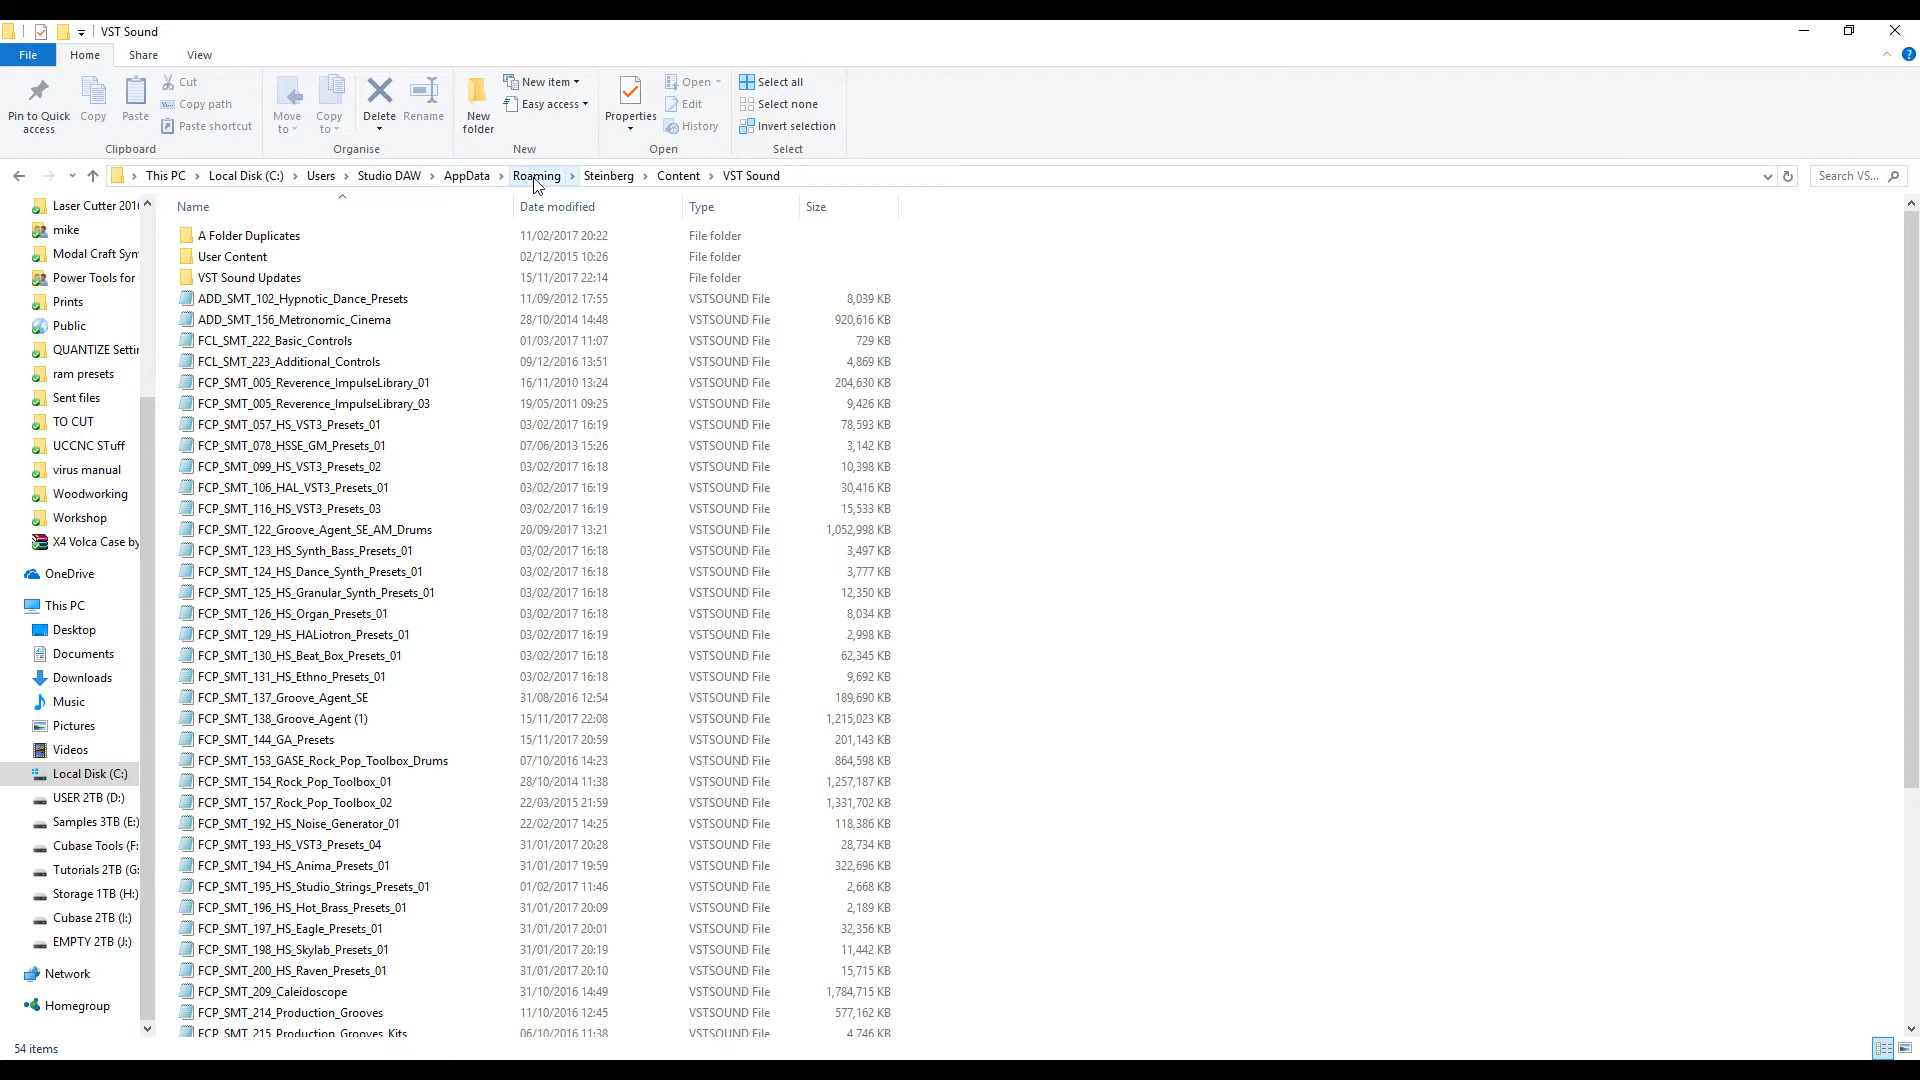 VST Sound
File Home Share View
Pin to Quick access
Copy
Paste
Cut
Copy path
Paste shortcut
Clipboard
Move to
Copy to
Delete
Rename
Organise
New folder
New item
Easy access
New
Properties
Open
Edit
History
Open
Select all
Select none
Invert selection
Select
This PC Local Disk (C:) Users Studio DAW AppData Roaming Steinberg Content VST Sound
Search VS...
Laser Cutter 201
mike
Modal Craft Syn
Power Tools for
Prints
Public
QUANTIZE Settin
ram presets
Sent files
TO CUT
UCCNC STuff
virus manual
Woodworking
Workshop
X4 Volca Case by
OneDrive
This PC
Desktop
Documents
Downloads
Music
Pictures
Videos
Local Disk (C:)
USER 2TB (D:)
Samples 3TB (E:)
Cubase Tools (F:
Tutorials 2TB (G:
Storage 1TB (H:)
Cubase 2TB (I:)
EMPTY 2TB (J:)
Network
Homegroup
Name Date modified Type Size
A Folder Duplicates 11/02/2017 20:22 File folder
User Content 02/12/2015 10:26 File folder
VST Sound Updates 15/11/2017 22:14 File folder
ADD_SMT_102_Hypnotic_Dance_Presets 11/09/2012 17:55 VSTSOUND File 8,039 KB
ADD_SMT_156_Metronomic_Cinema 28/10/2014 14:48 VSTSOUND File 920,616 KB
FCL_SMT_222_Basic_Controls 01/03/2017 11:07 VSTSOUND File 729 KB
FCL_SMT_223_Additional_Controls 09/12/2016 13:51 VSTSOUND File 4,869 KB
FCP_SMT_005_Reverence_ImpulseLibrary_01 16/11/2010 13:24 VSTSOUND File 204,630 KB
FCP_SMT_005_Reverence_ImpulseLibrary_03 19/05/2011 09:25 VSTSOUND File 9,426 KB
FCP_SMT_057_HS_VST3_Presets_01 03/02/2017 16:19 VSTSOUND File 78,593 KB
FCP_SMT_078_HSSE_GM_Presets_01 07/06/2013 15:26 VSTSOUND File 3,142 KB
FCP_SMT_099_HS_VST3_Presets_02 03/02/2017 16:18 VSTSOUND File 10,398 KB
FCP_SMT_106_HAL_VST3_Presets_01 03/02/2017 16:19 VSTSOUND File 30,416 KB
FCP_SMT_116_HS_VST3_Presets_03 03/02/2017 16:19 VSTSOUND File 15,533 KB
FCP_SMT_122_Groove_Agent_SE_AM_Drums 20/09/2017 13:21 VSTSOUND File 1,052,998 KB
FCP_SMT_123_HS_Synth_Bass_Presets_01 03/02/2017 16:18 VSTSOUND File 3,497 KB
FCP_SMT_124_HS_Dance_Synth_Presets_01 03/02/2017 16:18 VSTSOUND File 3,777 KB
FCP_SMT_125_HS_Granular_Synth_Presets_01 03/02/2017 16:18 VSTSOUND File 12,350 KB
FCP_SMT_126_HS_Organ_Presets_01 03/02/2017 16:18 VSTSOUND File 8,034 KB
FCP_SMT_129_HS_HALiotron_Presets_01 03/02/2017 16:19 VSTSOUND File 2,998 KB
FCP_SMT_130_HS_Beat_Box_Presets_01 03/02/2017 16:18 VSTSOUND File 62,345 KB
FCP_SMT_131_HS_Ethno_Presets_01 03/02/2017 16:18 VSTSOUND File 9,692 KB
FCP_SMT_137_Groove_Agent_SE 31/08/2016 12:54 VSTSOUND File 189,690 KB
FCP_SMT_138_Groove_Agent (1) 15/11/2017 22:08 VSTSOUND File 1,215,023 KB
FCP_SMT_144_GA_Presets 15/11/2017 20:59 VSTSOUND File 201,143 KB
FCP_SMT_153_GASE_Rock_Pop_Toolbox_Drums 07/10/2016 14:23 VSTSOUND File 864,598 KB
FCP_SMT_154_Rock_Pop_Toolbox_01 28/10/2014 11:38 VSTSOUND File 1,257,187 KB
FCP_SMT_157_Rock_Pop_Toolbox_02 22/03/2015 21:59 VSTSOUND File 1,331,702 KB
FCP_SMT_192_HS_Noise_Generator_01 22/02/2017 14:25 VSTSOUND File 118,386 KB
FCP_SMT_193_HS_VST3_Presets_04 31/01/2017 20:28 VSTSOUND File 28,734 KB
FCP_SMT_194_HS_Anima_Presets_01 31/01/2017 19:59 VSTSOUND File 322,696 KB
FCP_SMT_195_HS_Studio_Strings_Presets_01 01/02/2017 11:46 VSTSOUND File 2,668 KB
FCP_SMT_196_HS_Hot_Brass_Presets_01 31/01/2017 20:09 VSTSOUND File 2,189 KB
FCP_SMT_197_HS_Eagle_Presets_01 31/01/2017 20:01 VSTSOUND File 32,356 KB
FCP_SMT_198_HS_Skylab_Presets_01 31/01/2017 20:19 VSTSOUND File 11,442 KB
FCP_SMT_200_HS_Raven_Presets_01 31/01/2017 20:10 VSTSOUND File 15,715 KB
FCP_SMT_209_Caleidoscope 31/10/2016 14:49 VSTSOUND File 1,784,715 KB
FCP_SMT_214_Production_Grooves 11/10/2016 12:45 VSTSOUND File 577,162 KB
FCP_SMT_215_Production_Grooves_Kits 06/10/2016 11:38 VSTSOUND File 4,746 KB
54 items